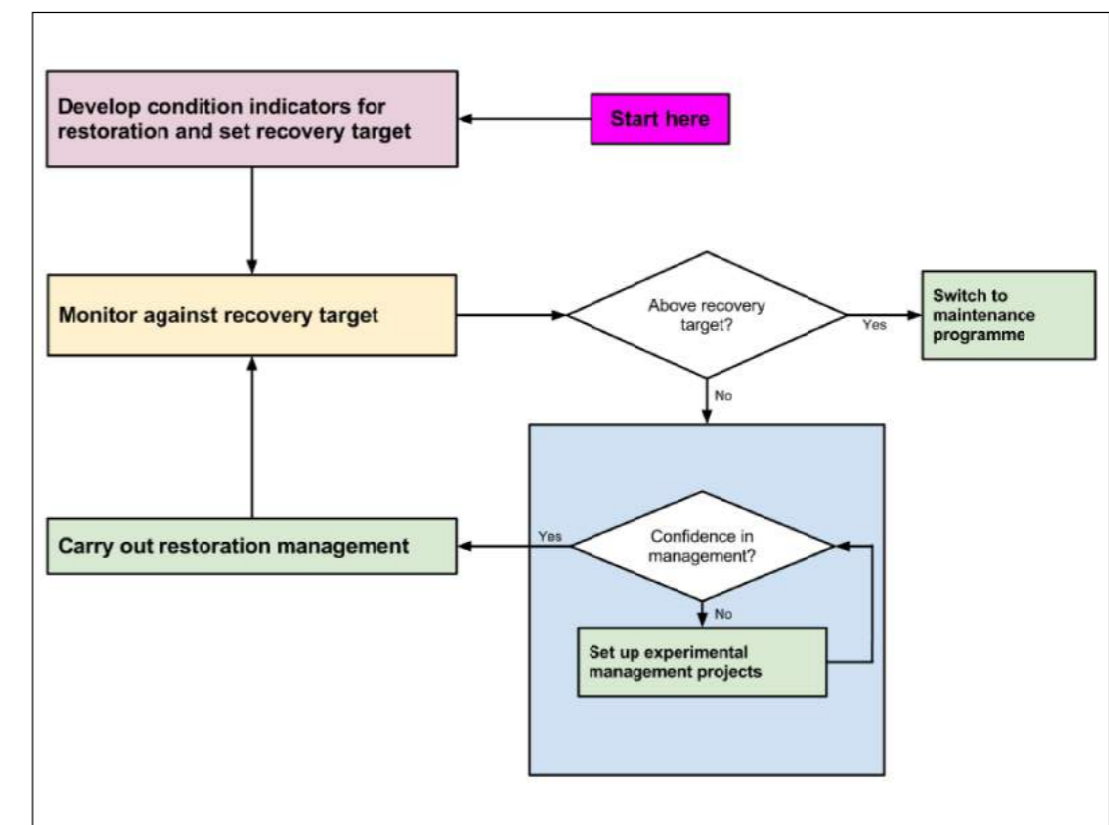 Develop condition indicators for
restoration and set recovery target
Start here
Monitor against recovery target
Above recovery
target?
Yes
Switch to
maintenance
programme
No
Carry out restoration management
Yes
Confidence in
management?
No
Set up experimental
management projects